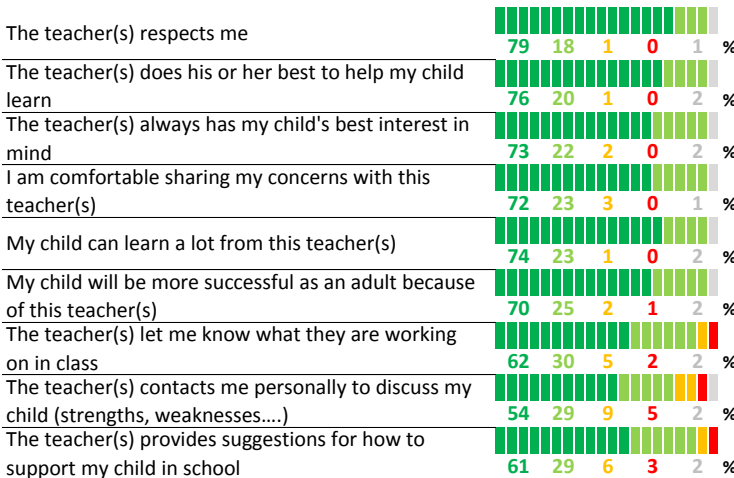 The teacher(s) respects me
79 18 1 0 1 %
The teacher(s) does his or her best to help my child
learn
76 20 1 0 2 %
The teacher(s) always has my child's best interest in
mind
73 22 2 0 2 %
I am comfortable sharing my concerns with this
teacher(s)
72 23 3 0 1 %
My child can learn a lot from this teacher(s)
74 23 1 0 2 %
My child will be more successful as an adult because
of this teacher(s)
70 25 2 1 2 %
The teacher(s) let me know what they are working
on in class
62 30 5 2 2 %
The teacher(s) contacts me personally to discuss my
child (strengths, weaknesses....)
54 29 9 5 2 %
The teacher(s) provides suggestions for how to
support my child in school
61 29 6 3 2 %